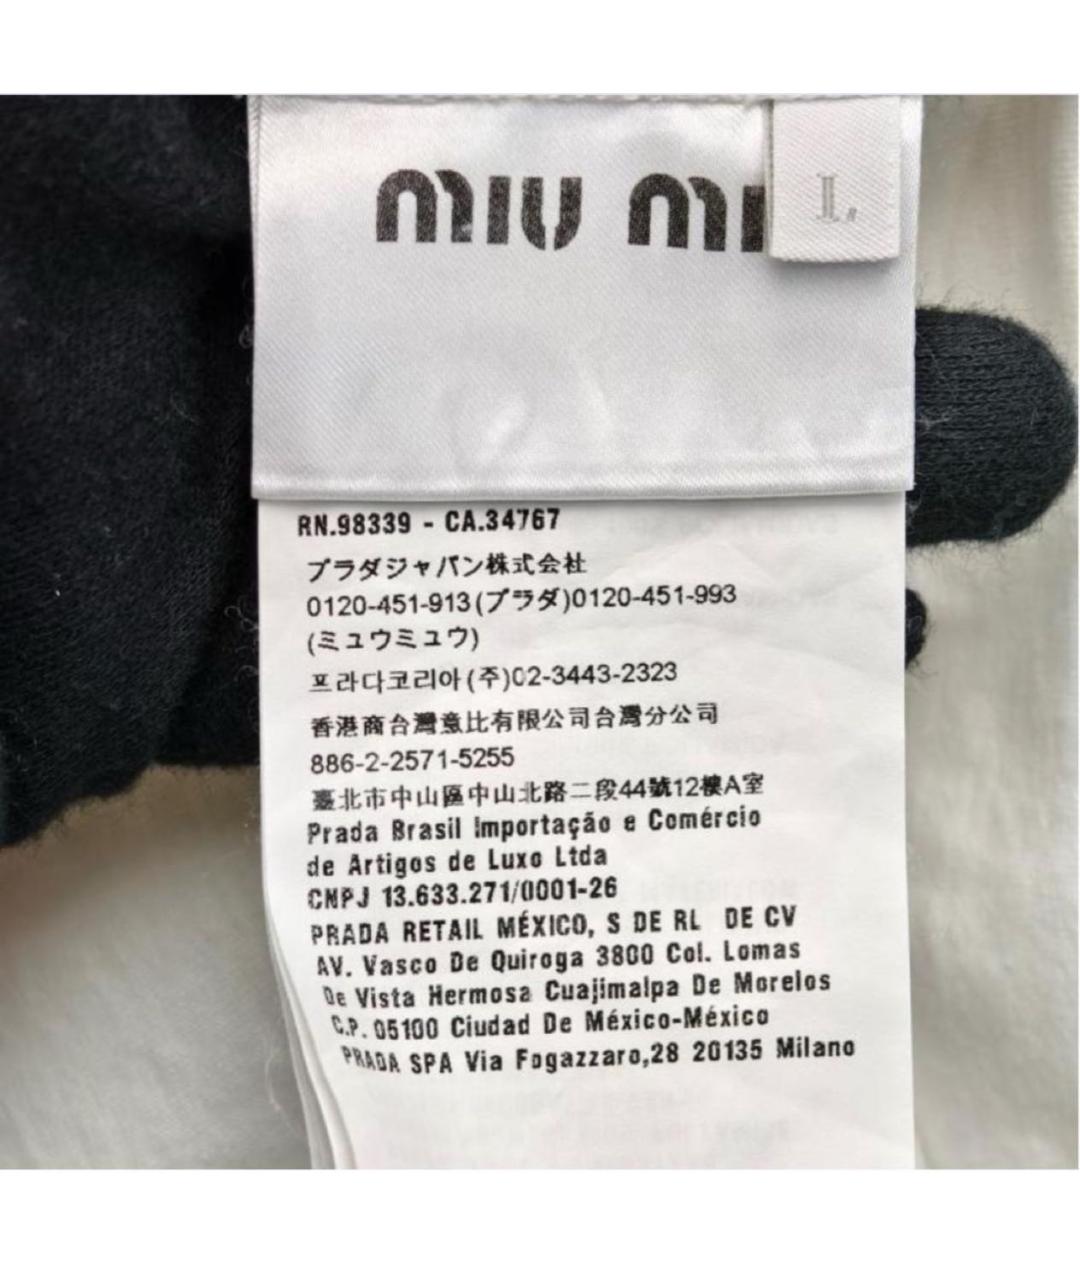 MIU MI
L
RN.98339 - CA.34767
プラダジャパン株式会社
0120-451-913(プラダ)0120-451-993
(ミュウミュウ)
프라다코리아(주)02-3443-2323
香港商台灣意比有限公司台灣分公司
886-2-2571-5255
臺北市中山區中山北路二段44號12樓A室
Prada Brasil Importação e Comércio
de Artigos de Luxo Ltda
CNPJ 13.633.271/0001-26
PRADA RETAIL MÉXICO, S DE RL DE CV
AV. Vasco De Quiroga 3800 Col. Lomas
De Vista Hermosa Cuajimalpa De Morelos
C.P. 05100 Ciudad De México-México
PRADA SPA Via Fogazzaro,28 20135 Milano